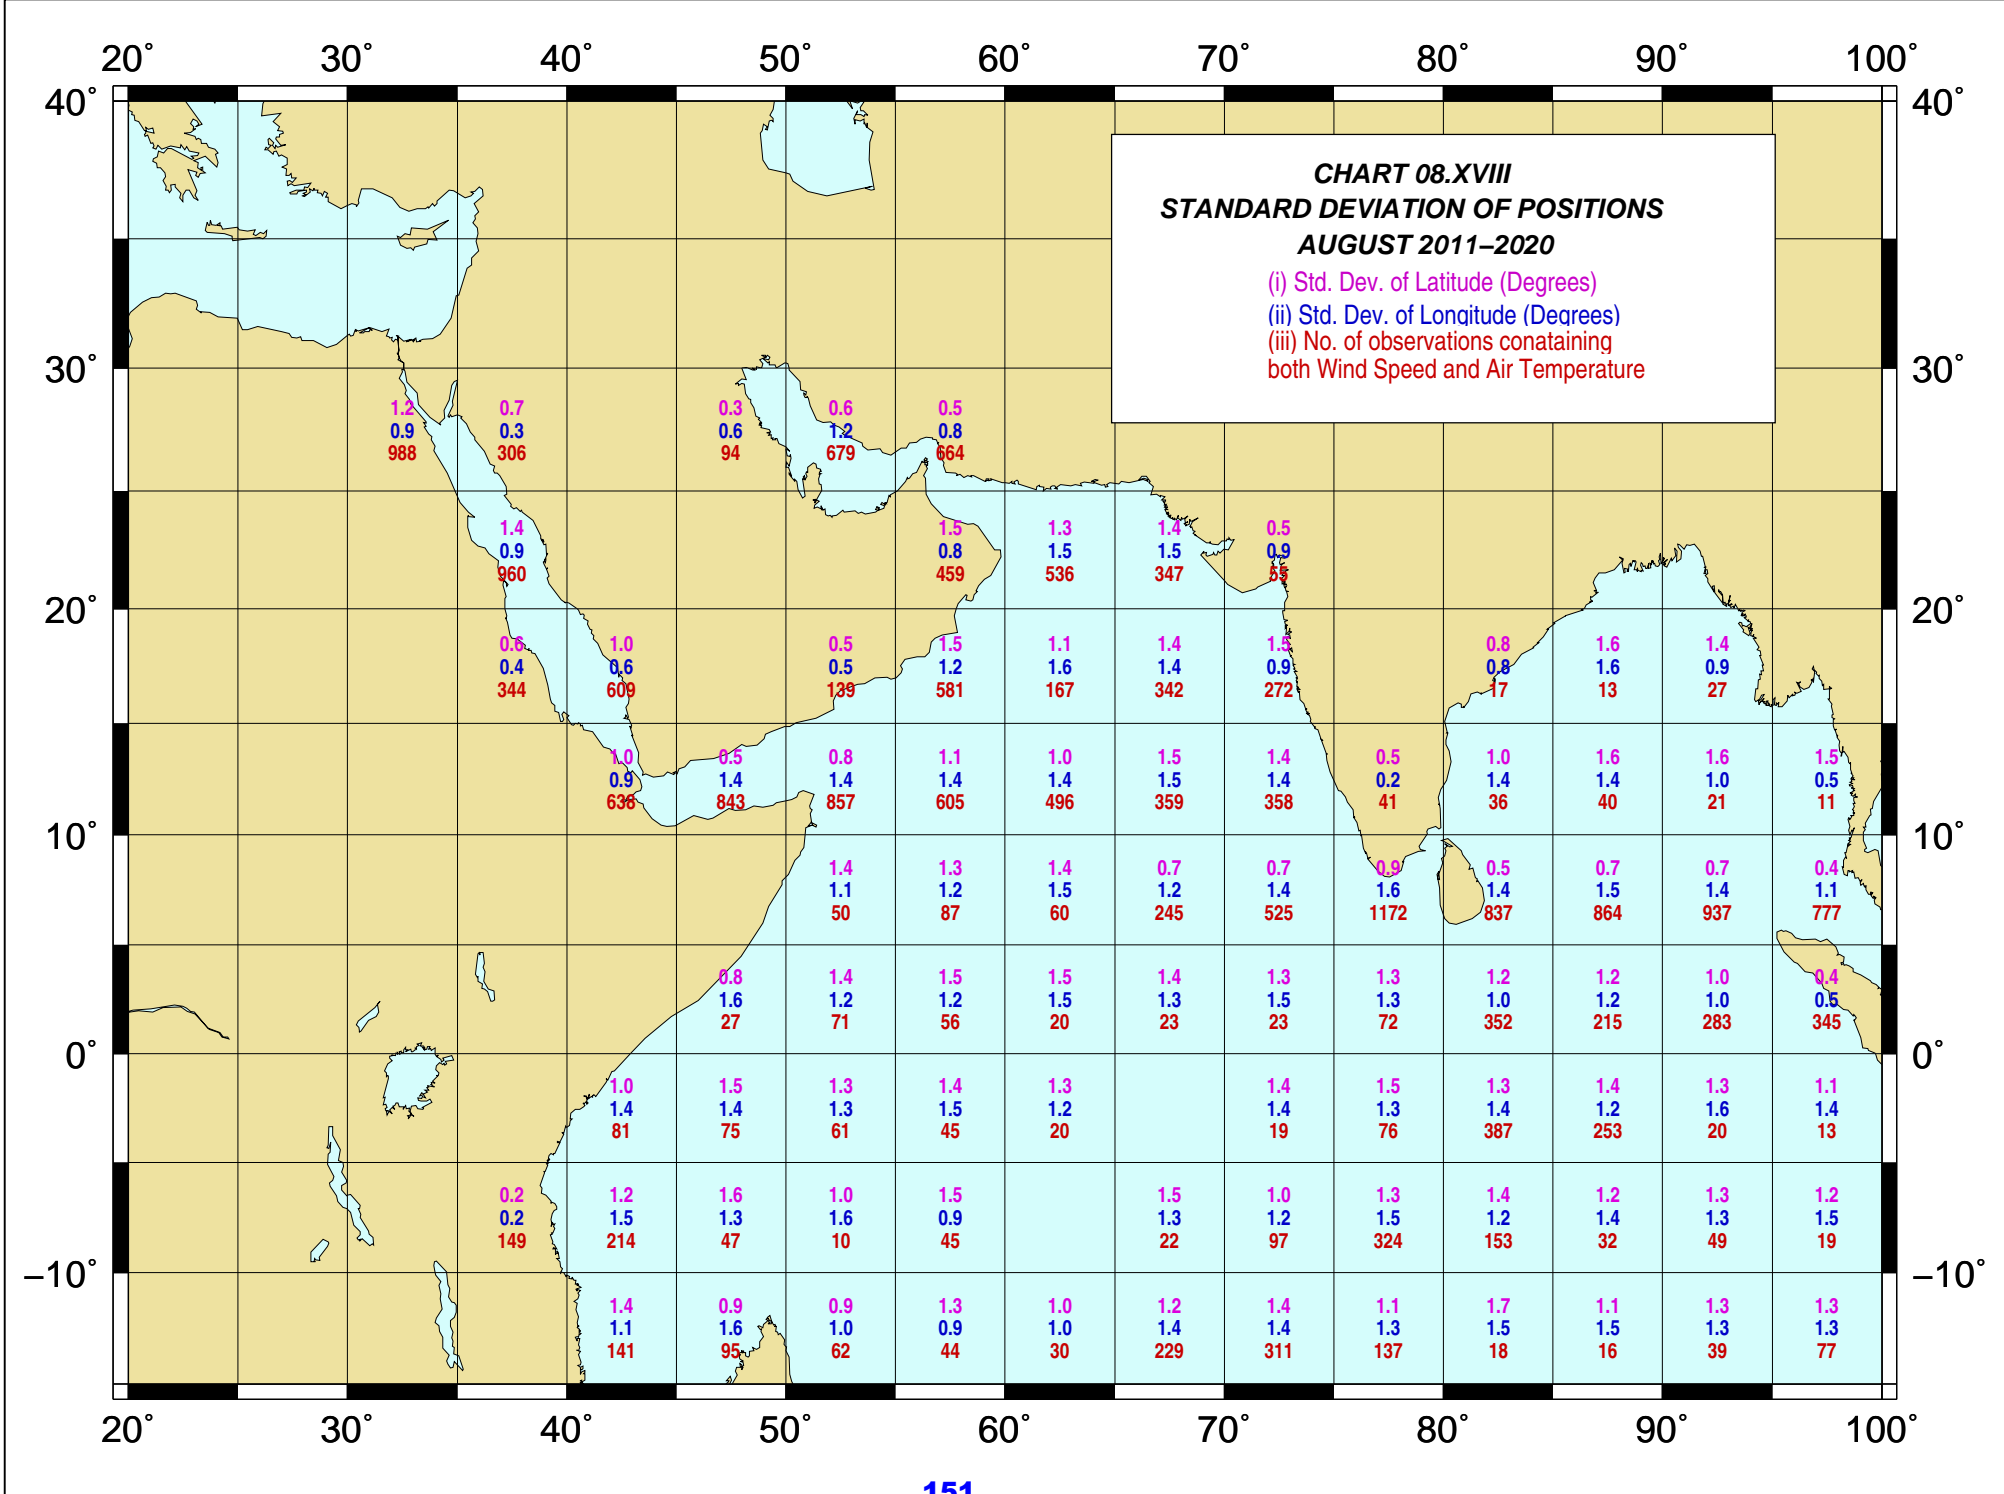 20° 30° 40° 50° 60° 70° 80° 90° 100°
40° 40°
CHART 08.XVIII
STANDARD DEVIATION OF POSITIONS
AUGUST 2011–2020
(i) Std. Dev. of Latitude (Degrees)
(ii) Std. Dev. of Longitude (Degrees)
(iii) No. of observations conataining
both Wind Speed and Air Temperature
30° 30°
1.2 0.7 0.3 0.6 0.5
0.9 0.3 0.6 1.2 0.8
988 306 94 679 664
1.4 1.5 1.3 1.4 0.5
0.9 0.8 1.5 1.5 0.9
960 459 536 347 55
20° 20°
0.6 1.0 0.5 1.5 1.1 1.4 1.5 0.8 1.6 1.4
0.4 0.6 0.5 1.2 1.6 1.4 0.9 0.8 1.6 0.9
344 609 139 581 167 342 272 17 13 27
1.0 0.5 0.8 1.1 1.0 1.5 1.4 0.5 1.0 1.6 1.6 1.5
0.9 1.4 1.4 1.4 1.4 1.5 1.4 0.2 1.4 1.4 1.0 0.5
638 843 857 605 496 359 358 41 36 40 21 11
10° 10°
1.4 1.3 1.4 0.7 0.7 0.9 0.5 0.7 0.7 0.4
1.1 1.2 1.5 1.2 1.4 1.6 1.4 1.5 1.4 1.1
50 87 60 245 525 1172 837 864 937 777
0.8 1.4 1.5 1.5 1.4 1.3 1.3 1.2 1.2 1.0 0.4
1.6 1.2 1.2 1.5 1.3 1.5 1.3 1.0 1.2 1.0 0.5
27 71 56 20 23 23 72 352 215 283 345
0° 0°
1.0 1.5 1.3 1.4 1.3 1.4 1.5 1.3 1.4 1.3 1.1
1.4 1.4 1.3 1.5 1.2 1.4 1.3 1.4 1.2 1.6 1.4
81 75 61 45 20 19 76 387 253 20 13
0.2 1.2 1.6 1.0 1.5 1.5 1.0 1.3 1.4 1.2 1.3 1.2
0.2 1.5 1.3 1.6 0.9 1.3 1.2 1.5 1.2 1.4 1.3 1.5
149 214 47 10 45 22 97 324 153 32 49 19
–10° –10°
1.4 0.9 0.9 1.3 1.0 1.2 1.4 1.1 1.7 1.1 1.3 1.3
1.1 1.6 1.0 0.9 1.0 1.4 1.4 1.3 1.5 1.5 1.3 1.3
141 95 62 44 30 229 311 137 18 16 39 77
20° 30° 40° 50° 60° 70° 80° 90° 100°
151